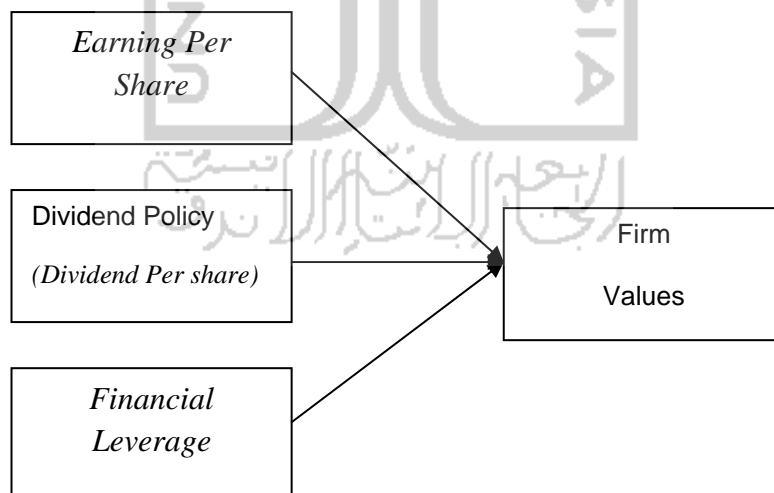 Earning Per
Share
Dividend Policy
(Dividend Per share)
Firm
Values
Financial
Leverage